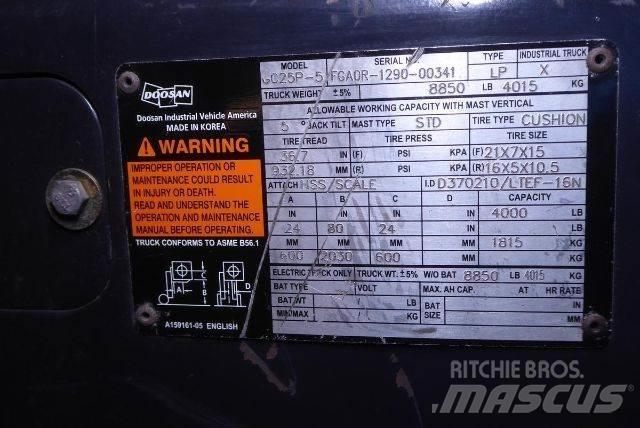 DOOSAN
Doosan Industrial Vehicle America
MADE IN KOREA
WARNING
IMPROPER OPERATION OR
MAINTENANCE COULD RESULT
IN INJURY OR DEATH.
READ AND UNDERSTAND THE
OPERATION AND MAINTENANCE
MANUAL BEFORE OPERATING.
TRUCK CONFORMS TO ASME B56.1
A B C D
A159161-05 ENGLISH
MODEL SERIAL NO TYPE INDUSTRIAL TRUCK
GC25P-5 FGA0R-1290-00341 LP X
TRUCK WEIGHT ±5% 8850 LB 4015 KG
ALLOWABLE WORKING CAPACITY WITH MAST VERTICAL
5 ° BACK TILT MAST TYPE STD TIRE TYPE CUSHION
TREAD TIRE PRESS TIRE PRESS TIRE SIZE
36.7 IN (F) PSI KPA (F) 21X7X15
932.18 MM (R) PSI KPA (R) 16X5X10.5
HSS/SCALE I.D D370210/LTEF-16N
A B C D CAPACITY
IN IN IN IN 4000 LB
24 80 24
MM MM MM MM 1815 KG
600 2030 600
ELECTRIC TRUCK ONLY TRUCK WT. ±5% W/O BAT 8850 LB 4015 KG
BAT TYPE VOLT MAX. AH CAP. AT HR RATE
BAT WT LB LB BAT SIZE IN
MIN/MAX KG KG MM
RITCHIE BROS.
MASCUS